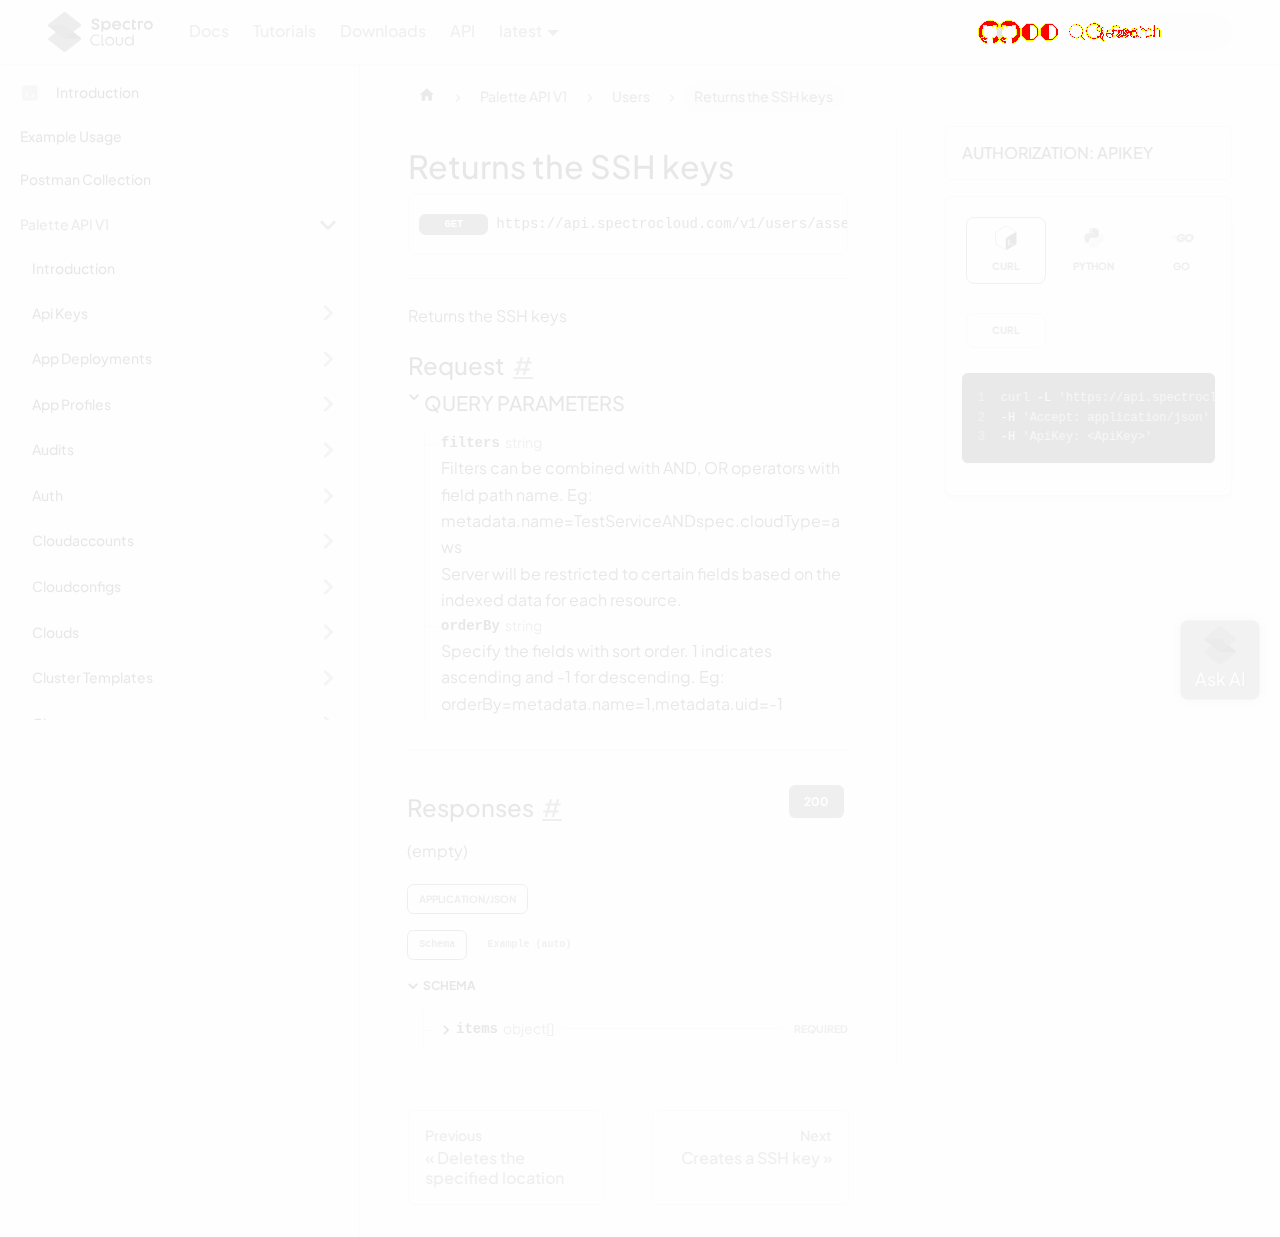 Spectro Cloud
Docs
Tutorials
Downloads
API
latest
Introduction
Example Usage
Postman Collection
Palette API V1
Introduction
Api Keys
App Deployments
App Profiles
Audits
Auth
Cloudaccounts
Cloudconfigs
Clouds
Cluster Templates
Palette API V1
Users
Returns the SSH keys
Returns the SSH keys
GET https://api.spectrocloud.com/v1/users/asse
Returns the SSH keys
Request #
QUERY PARAMETERS
filters string
Filters can be combined with AND, OR operators with
field path name. Eg:
metadata.name=TestServiceANDspec.cloudType=a
ws
Server will be restricted to certain fields based on the
indexed data for each resource.
orderBy string
Specify the fields with sort order. 1 indicates
ascending and -1 for descending. Eg:
orderBy=metadata.name=1,metadata.uid=-1
Responses #
200
(empty)
APPLICATION/JSON
Schema
Example (auto)
SCHEMA
items object[]
REQUIRED
Previous
« Deletes the
specified location
Next
Creates a SSH key »
AUTHORIZATION: APIKEY
CURL
PYTHON
GO
CURL
1 curl -L 'https://api.spectrocl
2 -H 'Accept: application/json'
3 -H 'ApiKey: <ApiKey>'
Ask AI